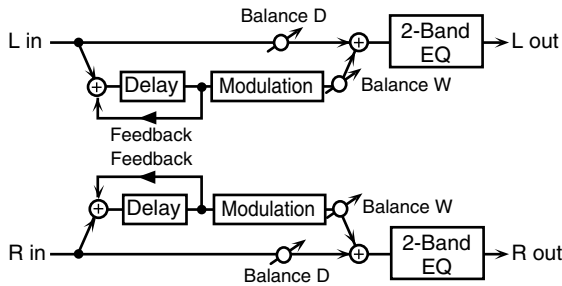 Balance D
L in
2-Band
EQ
L out
Delay
Modulation
Balance W
Feedback
Feedback
Delay
Modulation
Balance W
R in
Balance D
2-Band
EQ
R out